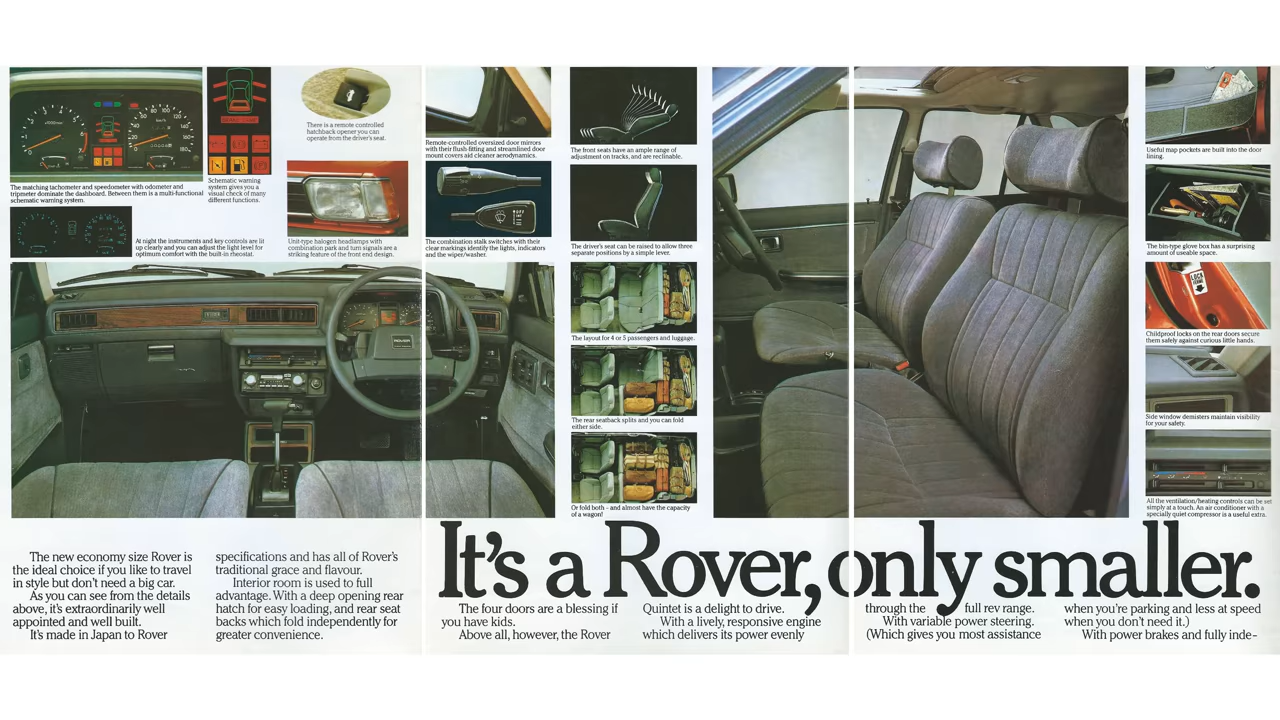 The matching tachometer and speedometer with odometer and
tripmeter dominate the dashboard. Between them is a multi-functional
schematic warning system.
Schematic warning
system gives you a
visual check of many
different functions.
There is a remote controlled
hatchback opener you can
operate from the driver's seat.
At night the instruments and key controls are lit
up clearly and you can adjust the light level for
optimum comfort with the built-in rheostat.
Unit-type halogen headlamps with
combination park and turn signals are a
striking feature of the front end design.
Remote-controlled oversized door mirrors
with their flush-fitting and streamlined door
mount covers aid cleaner aerodynamics.
The combination stalk switches with their
clear markings identify the lights, indicators
and the wiper/washer.
The front seats have an ample range of
adjustment on tracks, and are reclinable.
The driver's seat can be raised to allow three
separate positions by a simple lever.
The layout for 4 or 5 passengers and luggage.
The rear seatback splits and you can fold
either side.
Or fold both – and almost have the capacity
of a wagon!
Useful map pockets are built into the door
lining.
The bin-type glove box has a surprising
amount of useable space.
LOCK
Childproof locks on the rear doors secure
them safely against curious little hands.
Side window demisters maintain visibility
for your safety.
All the ventilation/heating controls can be set
simply at a touch. An air conditioner with a
specially quiet compressor is a useful extra.
ROVER
It's a Rover, only smaller.
The new economy size Rover is
the ideal choice if you like to travel
in style but don't need a big car.
As you can see from the details
above, it's extraordinarily well
appointed and well built.
It's made in Japan to Rover
specifications and has all of Rover's
traditional grace and flavour.
Interior room is used to full
advantage. With a deep opening rear
hatch for easy loading, and rear seat
backs which fold independently for
greater convenience.
The four doors are a blessing if
you have kids.
Above all, however, the Rover
Quintet is a delight to drive.
With a lively, responsive engine
which delivers its power evenly
through the full rev range.
With variable power steering.
(Which gives you most assistance
when you're parking and less at speed
when you don't need it.)
With power brakes and fully inde-